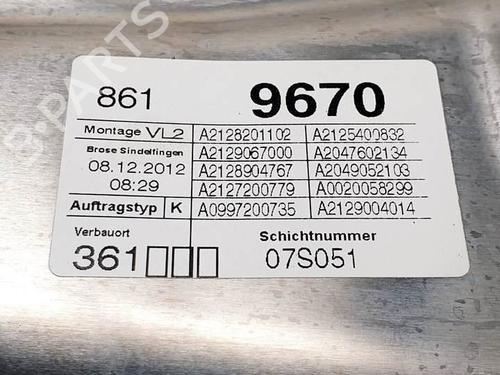 861 9670
Montage VL2 A2128201102 A2125400832
Brose Sindelfingen A2129067000 A2047602134
08.12.2012 A2128904767 A2049052103
08:29 A2127200779 A0020058299
Auftragstyp K A0997200735 A2129004014
Verbauort Schichtnummer
361□□□ 07S051
B-PARTS